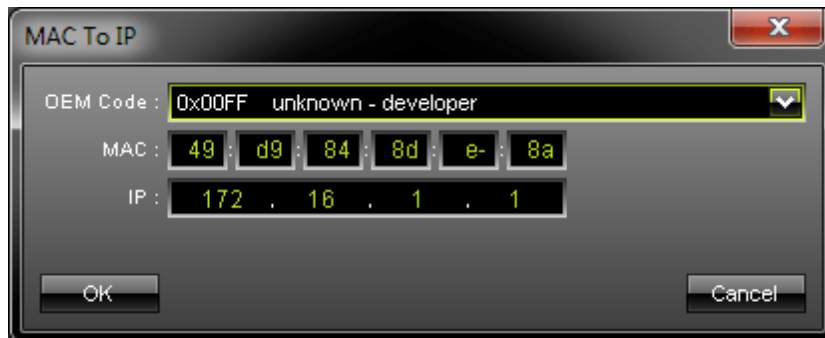 MAC To IP
OEM Code : 0x00FF unknown - developer
MAC : 49 : d9 : 84 : 8d : e- : 8a
IP : 172 . 16 . 1 . 1
OK Cancel